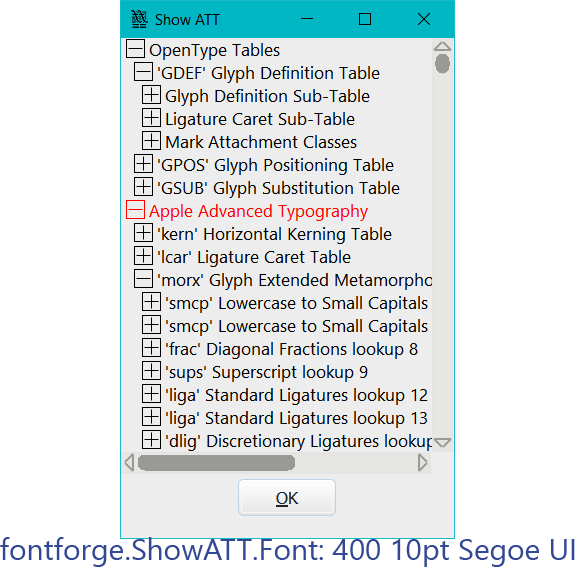 Show ATT
OpenType Tables
'GDEF' Glyph Definition Table
Glyph Definition Sub-Table
Ligature Caret Sub-Table
Mark Attachment Classes
'GPOS' Glyph Positioning Table
'GSUB' Glyph Substitution Table
Apple Advanced Typography
'kern' Horizontal Kerning Table
'lcar' Ligature Caret Table
'morx' Glyph Extended Metamorpho
'smcp' Lowercase to Small Capitals
'smcp' Lowercase to Small Capitals
'frac' Diagonal Fractions lookup 8
'sups' Superscript lookup 9
'liga' Standard Ligatures lookup 12
'liga' Standard Ligatures lookup 13
'dlig' Discretionary Ligatures lookup
OK
fontforge.ShowATT.Font: 400 10pt Segoe UI